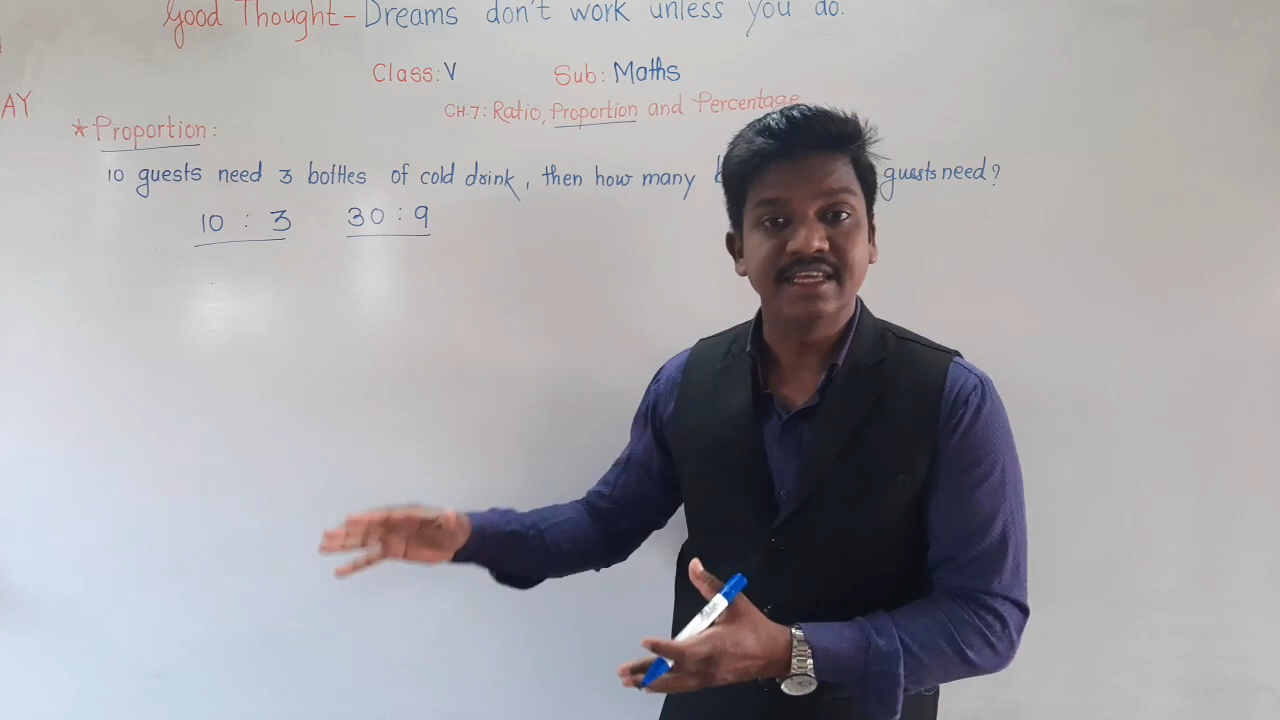 Good Thought - Dreams don't work unless you do.
Class: V Sub: Maths
AY
CH.7: Ratio, Proportion and Percentage
* Proportion:
10 guests need 3 bottles of cold drink, then how many guests need?
10 : 3 30 : 9